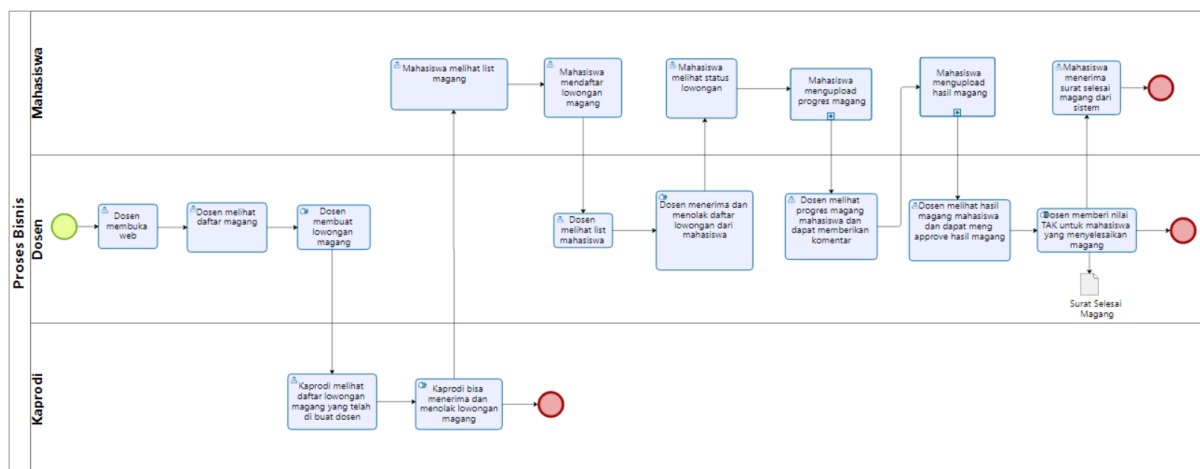 Proses Bisnis
Mahasiswa
Mahasiswa melihat list
magang
Mahasiswa
mendaftar lowongan
magang
Mahasiswa
melihat status
lowongan
Mahasiswa
mengupload
progres magang
Mahasiswa
mengupload
hasil magang
Mahasiswa
menerima
surat selesai
magang dari
sistem
Dosen
Dosen
membuka
web
Dosen melihat
daftar magang
Dosen
membuat
lowongan
magang
Dosen
melihat list
mahasiswa
Dosen menerima dan
menolak daftar
lowongan dari
mahasiswa
Dosen melihat
progres magang
mahasiswa dan
dapat memberikan
komentar
Dosen melihat hasil
magang mahasiswa
dan dapat meng
approve hasil magang
Dosen memberi nilai
TAK untuk mahasiswa
yang menyelesaikan
magang
Surat Selesai
Magang
Kaprodi
Kaprodi melihat
daftar lowongan
magang yang telah
di buat dosen
Kaprodi bisa
menerima dan
menolak lowongan
magang